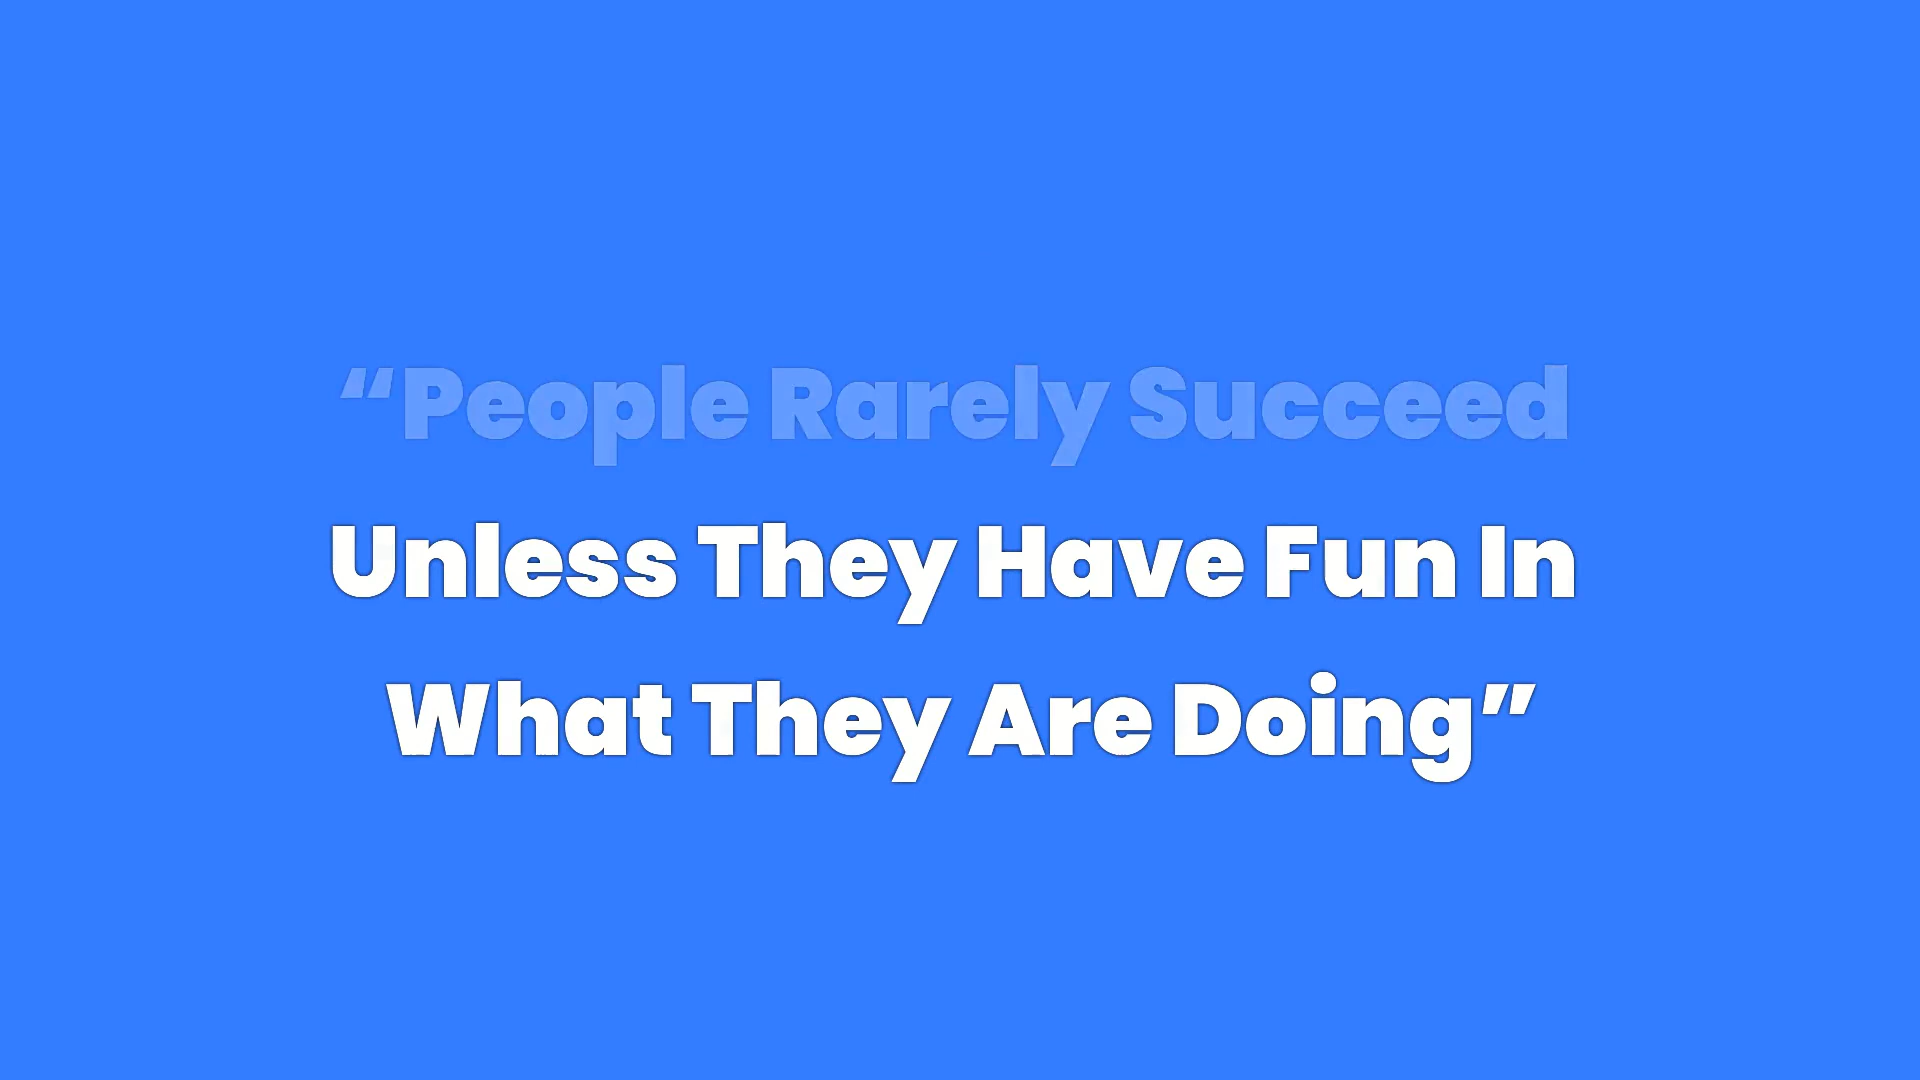 “People Rarely Succeed
Unless They Have Fun In
What They Are Doing”